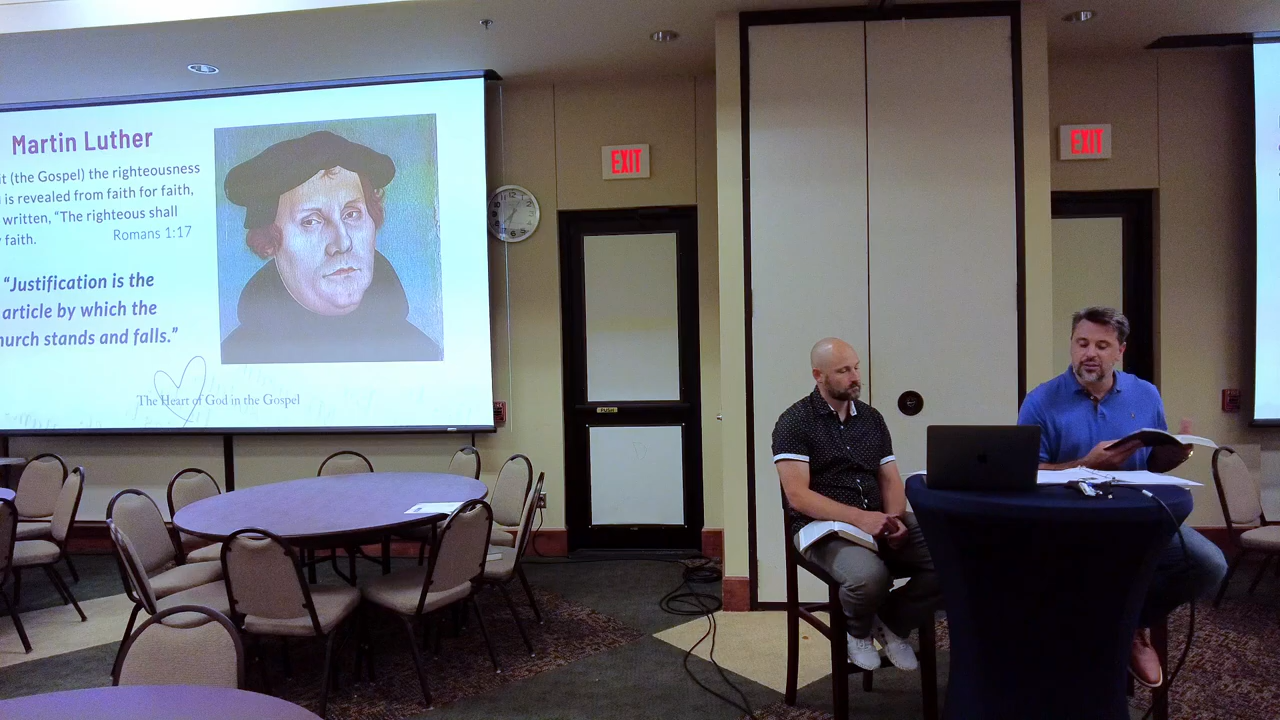 Martin Luther
it (the Gospel) the righteousness
is revealed from faith for faith,
written, “The righteous shall
faith.
Romans 1:17
“Justification is the
article by which the
hurch stands and falls.”
The Heart of God in the Gospel
EXIT
EXIT
PUSH